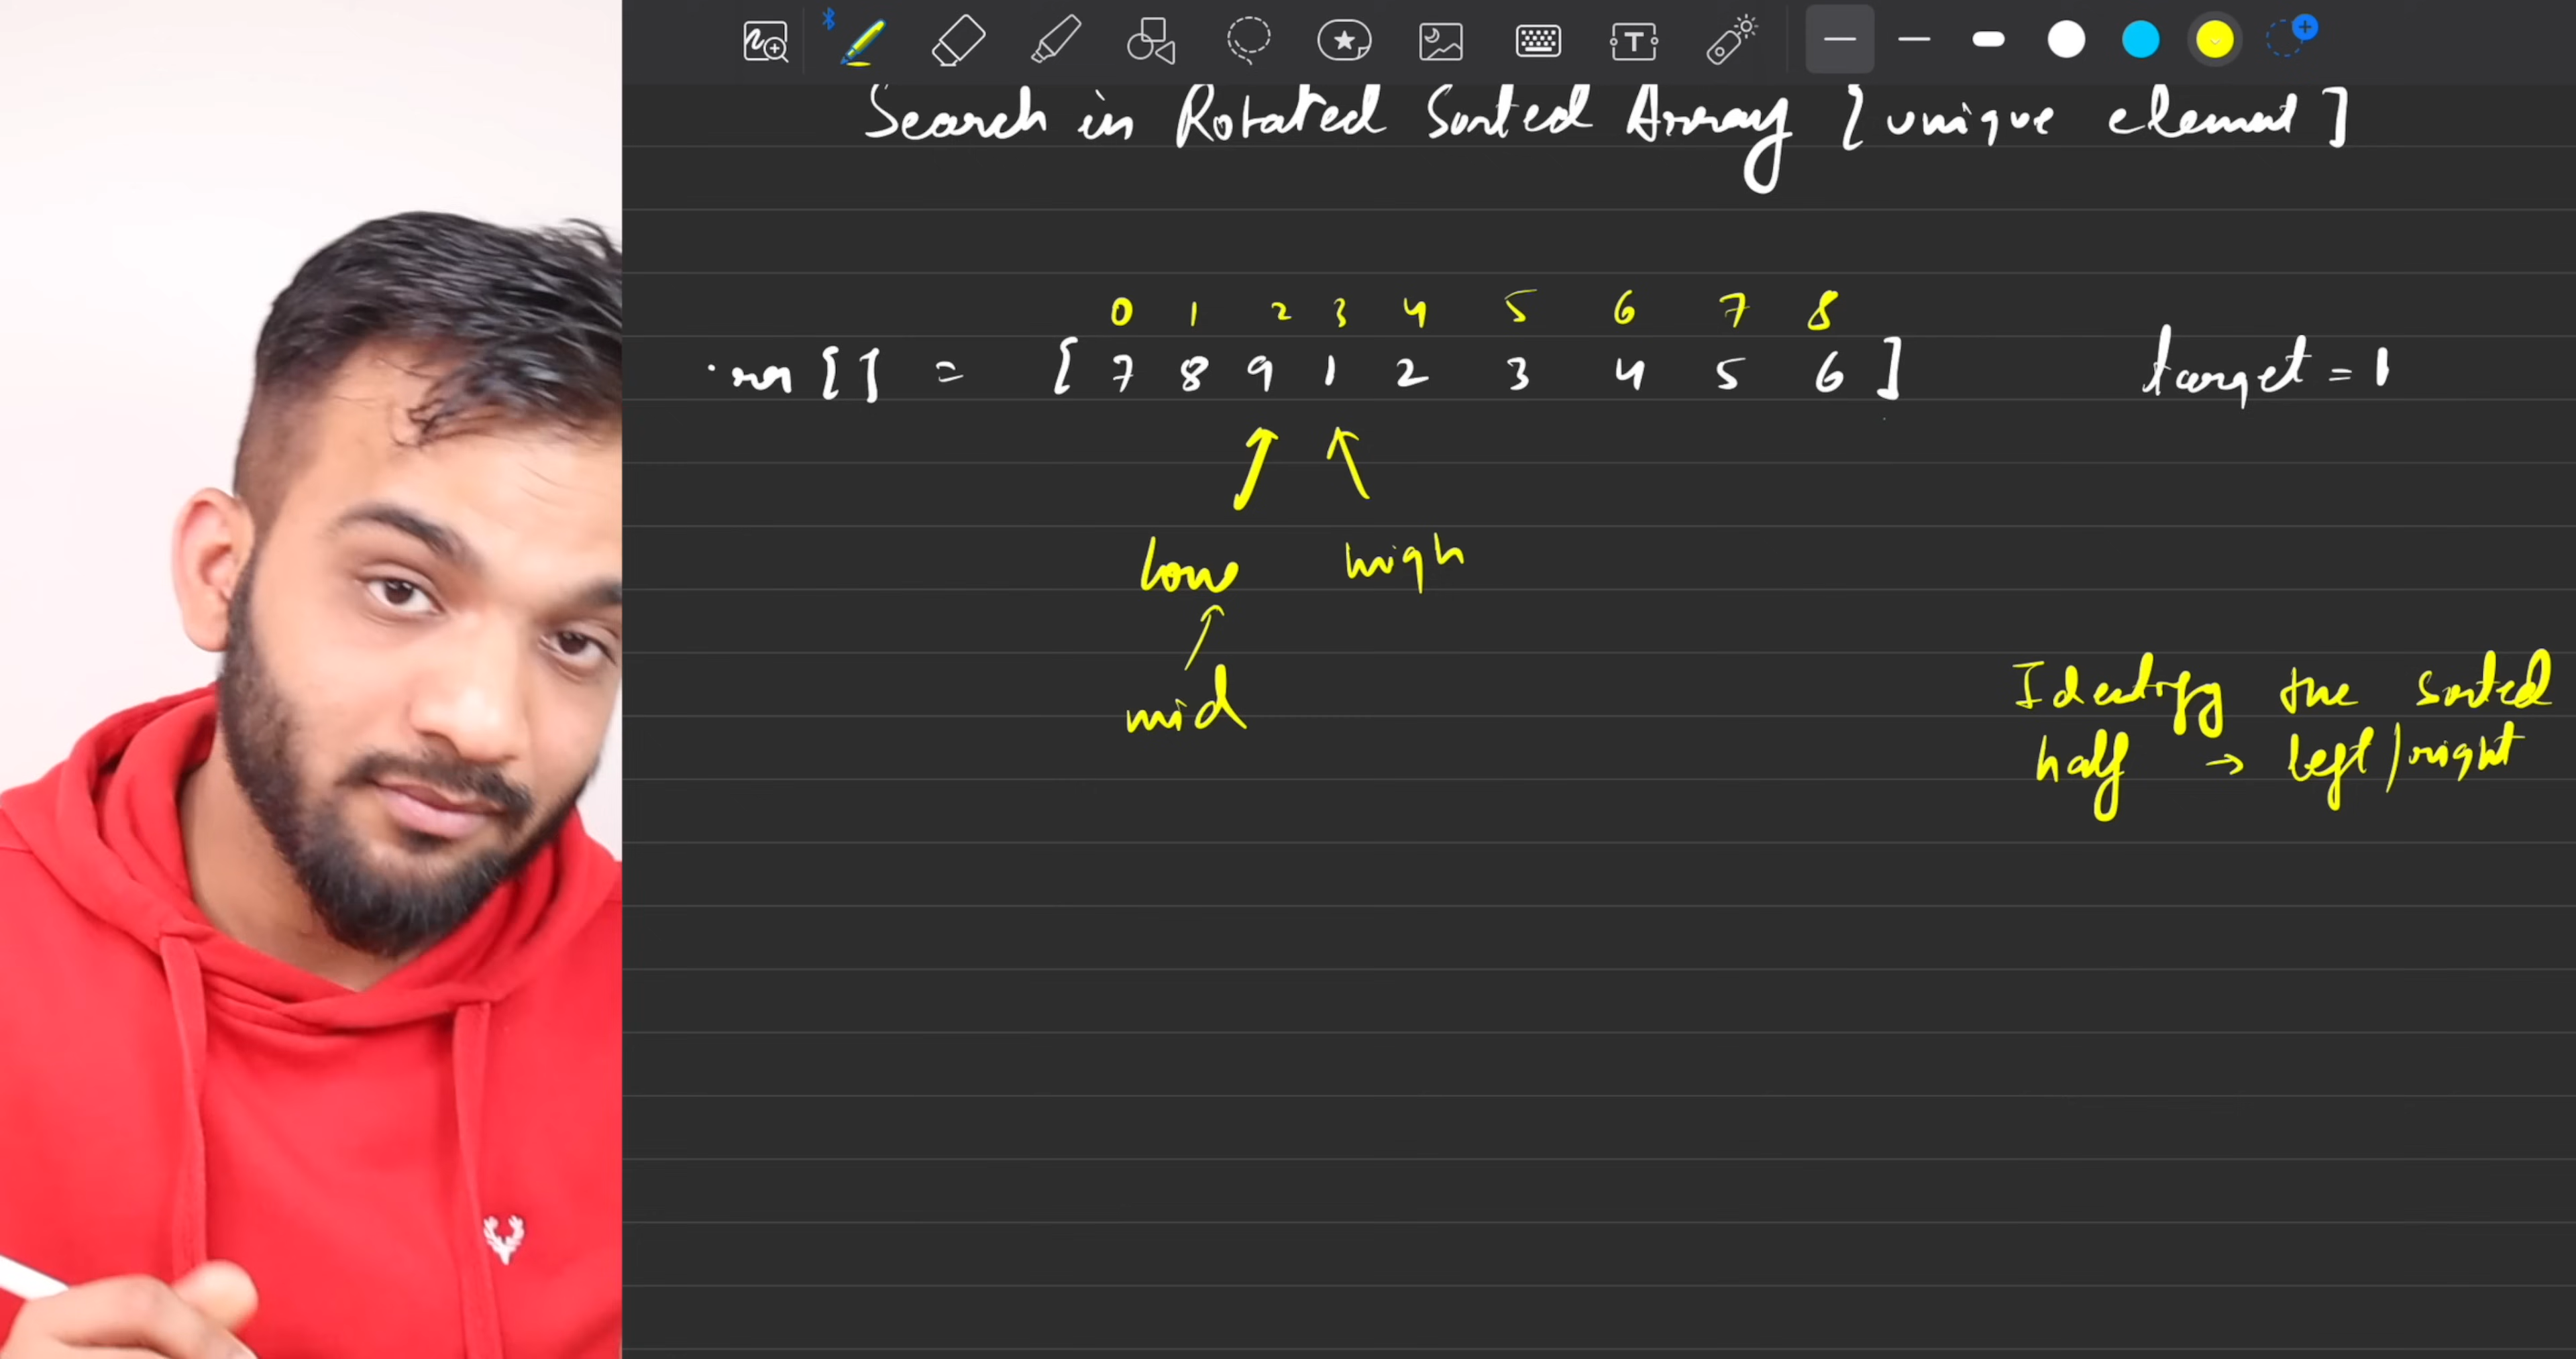 Search in Rotated Sorted Array [unique element]
0 1 2 3 4 5 6 7 8
arr[] = [ 7 8 9 1 2 3 4 5 6 ] target = 1
low high
mid
Identify the sorted
half → left/right